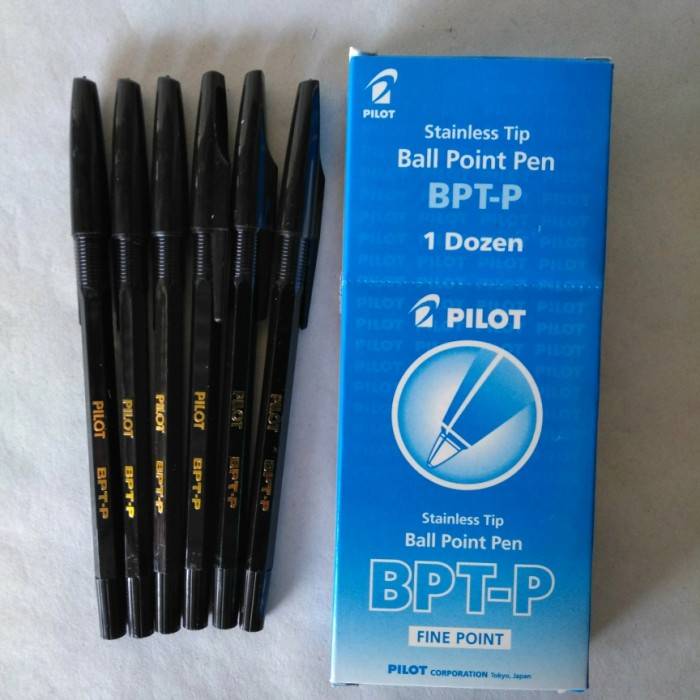 PILOT BPT-P
PILOT BPT-P
PILOT BPT-P
PILOT BPT-P
PILOT BPT-P
PILOT BPT-P
PILOT
Stainless Tip
Ball Point Pen
BPT-P
1 Dozen
PILOT
Stainless Tip
Ball Point Pen
BPT-P
FINE POINT
PILOT CORPORATION Tokyo, Japan